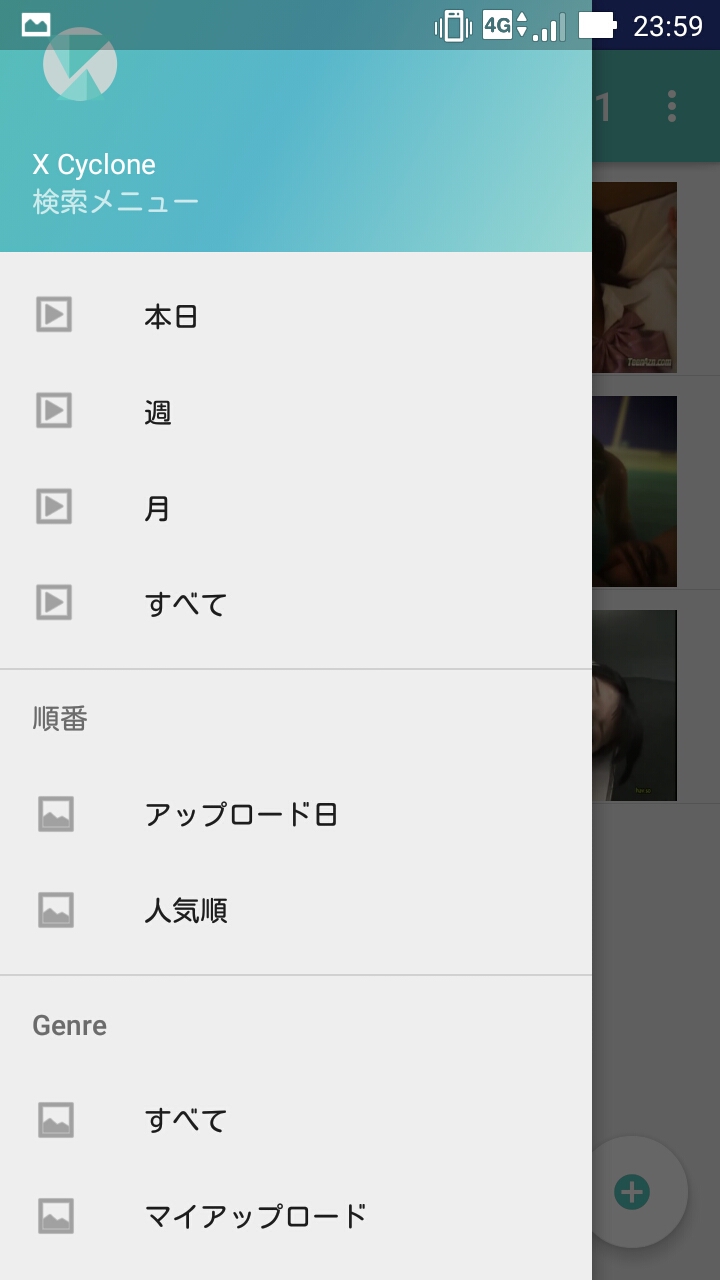 4G 23:59
1
X Cyclone
検索メニュー
本日
週
月
すべて
順番
アップロード日
人気順
Genre
すべて
マイアップロード